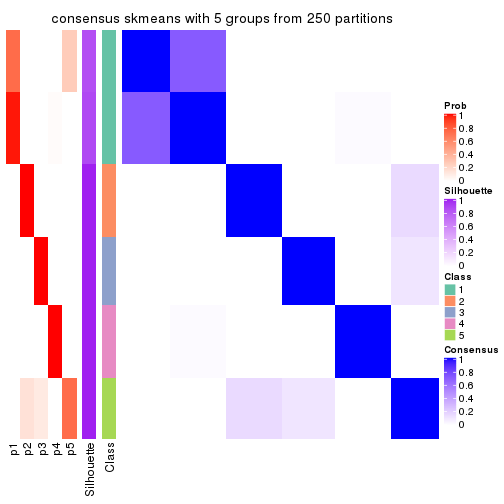 consensus skmeans with 5 groups from 250 partitions
Prob
1
0.8
0.6
0.4
0.2
0
Silhouette
1
0.8
0.6
0.4
0.2
0
Class
1
2
3
4
5
Consensus
1
0.8
0.6
0.4
0.2
0
p1
p2
p3
p4
p5
Silhouette
Class